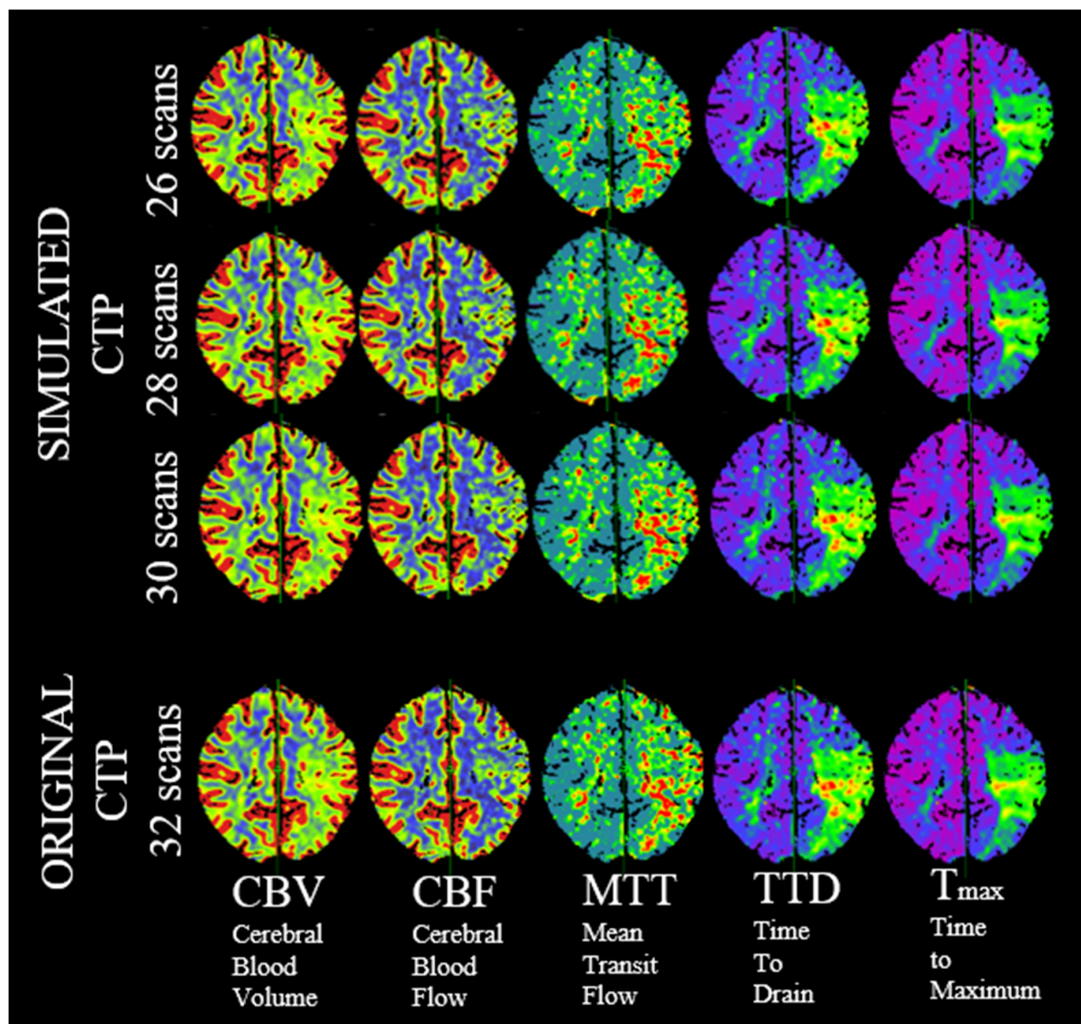 SIMULATED
CTP
26 scans
28 scans
30 scans
ORIGINAL
CTP
32 scans
CBV
Cerebral
Blood
Volume
CBF
Cerebral
Blood
Flow
MTT
Mean
Transit
Flow
TTD
Time
To
Drain
Tmax
Time
to
Maximum